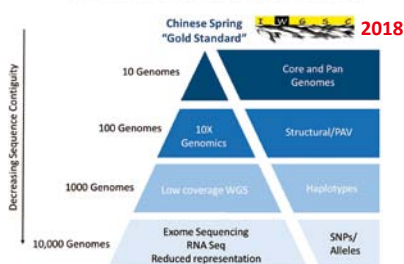 Chinese Spring
"Gold Standard"
I W G S C
2018
Decreasing Sequence Contiguity
10 Genomes
Core and Pan
Genomes
100 Genomes
10X
Genomics
Structural/PAV
1000 Genomes
Low coverage WGS
Haplotypes
10,000 Genomes
Exome Sequencing
RNA Seq
Reduced representation
SNPs/
Alleles